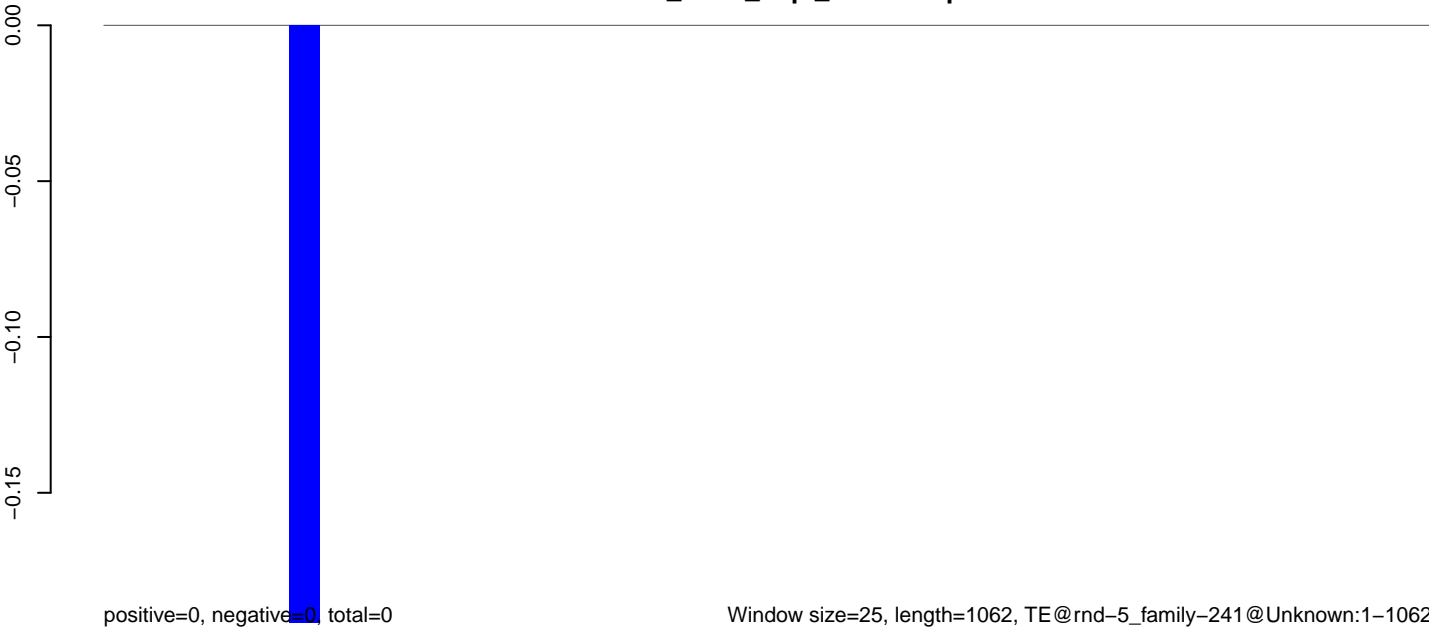 0.00
−0.05
−0.10
−0.15
positive=0, negative=0, total=0
Window size=25, length=1062, TE@rnd−5_family−241@Unknown:1−1062